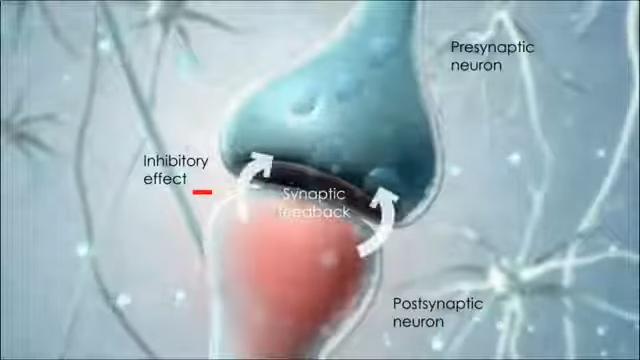 Presynaptic
neuron
Inhibitory
effect
Synaptic
feedback
Postsynaptic
neuron